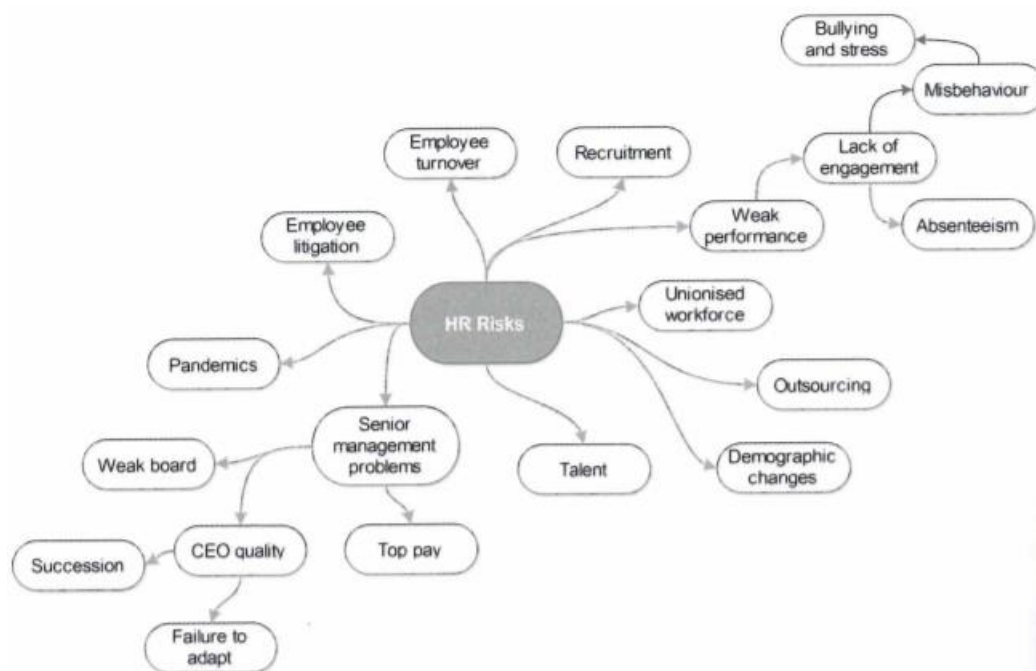 Bullying
and stress
Misbehaviour
Employee
turnover
Recruitment
Lack of
engagement
Weak
performance
Absenteeism
Employee
litigation
Unionised
workforce
HR Risks
Pandemics
Outsourcing
Senior
management
problems
Weak board
Talent
Demographic
changes
CEO quality
Top pay
Succession
Failure to
adapt